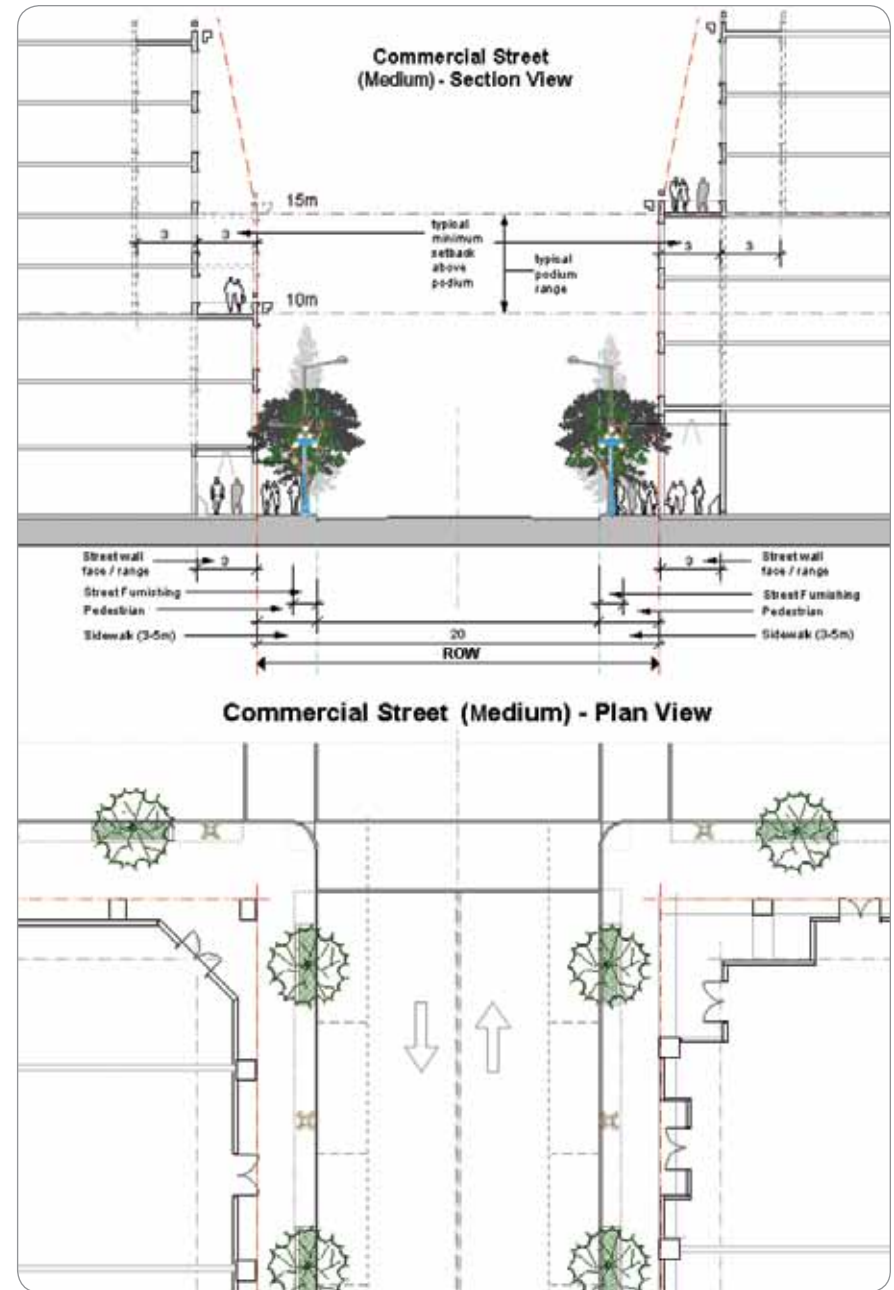 Commercial Street
(Medium) - Section View
15m
typical
minimum
setback
above
podium
3
3
3
3
typical
podium
range
10m
Street wall
face / range
3
3
Street wall
face / range
Street Furnishing
Street Furnishing
Pedestrian
Pedestrian
Sidewalk (3-5m)
20
Sidewalk (3-5m)
ROW
Commercial Street (Medium) - Plan View